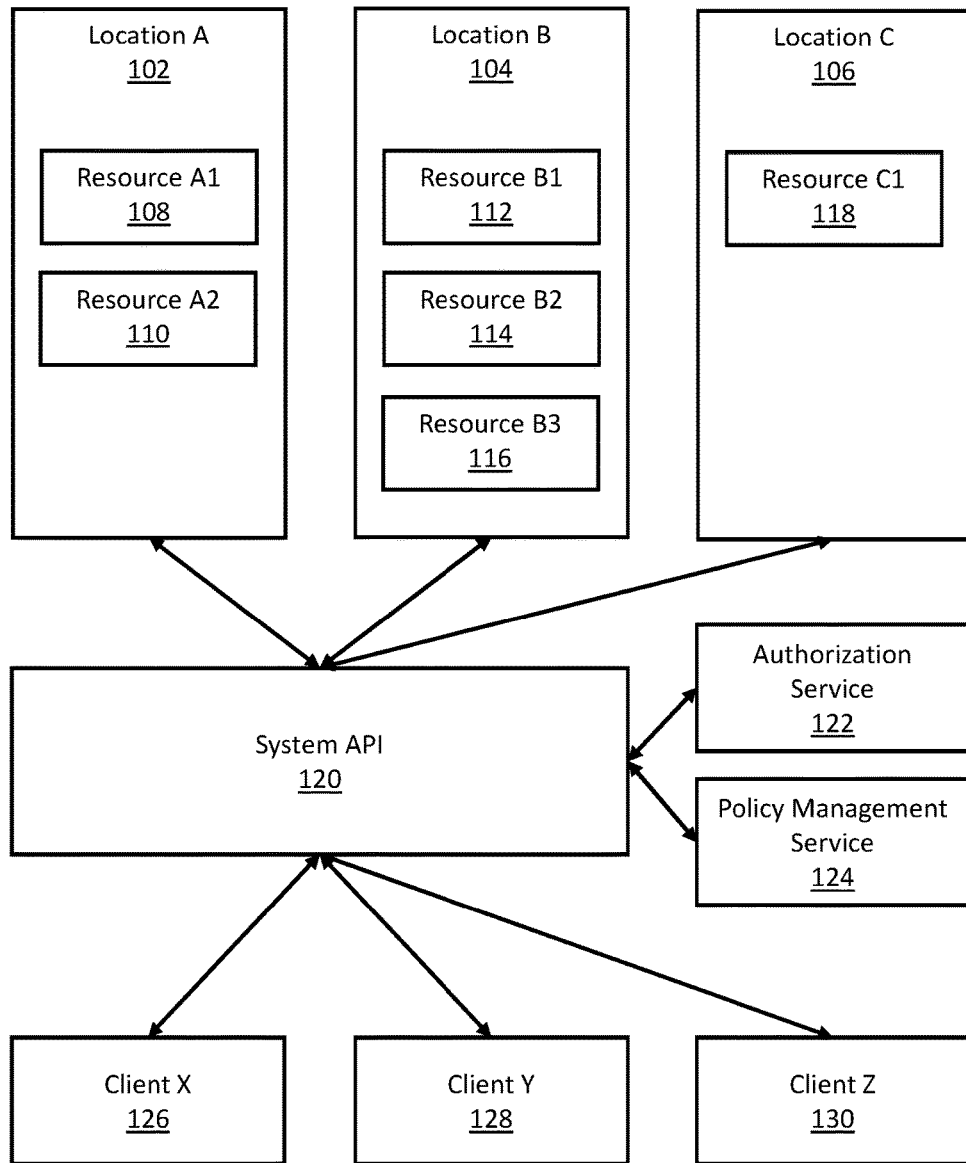 Location A
102
Resource A1
108
Resource A2
110
Location B
104
Resource B1
112
Resource B2
114
Resource B3
116
Location C
106
Resource C1
118
System API
120
Authorization
Service
122
Policy Management
Service
124
Client X
126
Client Y
128
Client Z
130